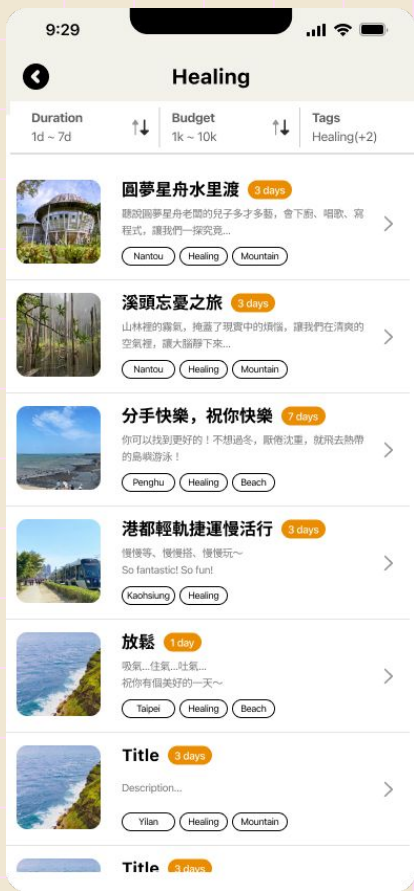 9:29
Healing
Duration
1d ~ 7d
Budget
1k ~ 10k
Tags
Healing(+2)
圓夢星舟水里渡 3 days
聽說圓夢星舟老闆的兒子多才多藝，會下廚、唱歌、寫
程式，讓我們一探究竟...
Nantou Healing Mountain
溪頭忘憂之旅 3 days
山林裡的霧氣，掩蓋了現實中的煩惱，讓我們在清爽的
空氣裡，讓大腦靜下來...
Nantou Healing Mountain
分手快樂，祝你快樂 7 days
你可以找到更好的！不想過冬，厭倦沈重，就飛去熱帶
的島嶼游泳！
Penghu Healing Beach
港都輕軌捷運慢活行 3 days
慢慢等、慢慢搭、慢慢玩～
So fantastic! So fun!
Kaohsiung Healing
放鬆 1 day
吸氣...住氣...吐氣...
祝你有個美好的一天～
Taipei Healing Beach
Title 3 days
Description...
Yilan Healing Mountain
Title 3 days